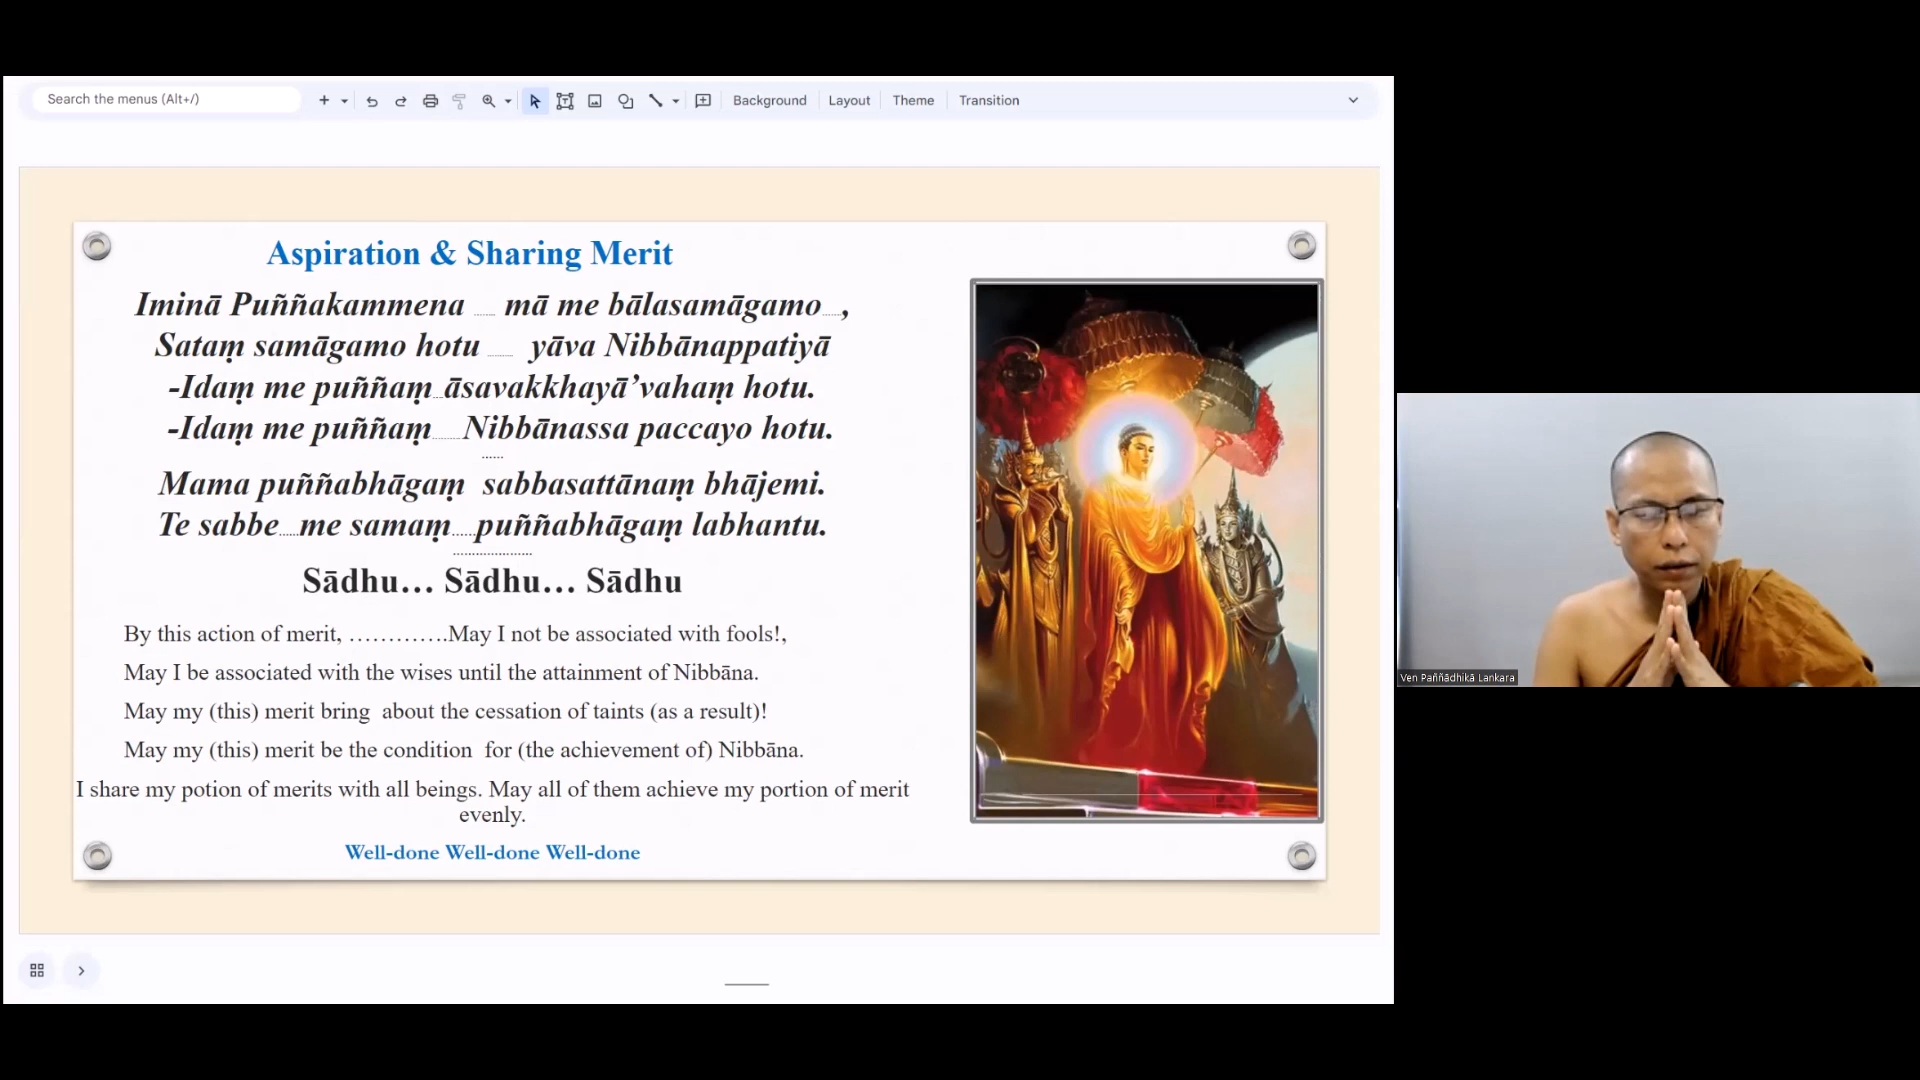 Search the menus (Alt+/)
Background Layout Theme Transition
Aspiration & Sharing Merit
Iminā Puññakammena ...... mā me bālasamāgamo......,
Sataṃ samāgamo hotu ....... yāva Nibbānappatiyā
-Idaṃ me puññaṃ...āsavakkhayā’vahaṃ hotu.
-Idaṃ me puññaṃ........Nibbānassa paccayo hotu.
......
Mama puññabhāgaṃ sabbasattānaṃ bhājemi.
Te sabbe......me samaṃ.......puññabhāgaṃ labhantu.
......................
Sādhu... Sādhu... Sādhu
By this action of merit, .............May I not be associated with fools!,
May I be associated with the wises until the attainment of Nibbāna.
May my (this) merit bring about the cessation of taints (as a result)!
May my (this) merit be the condition for (the achievement of) Nibbāna.
I share my potion of merits with all beings. May all of them achieve my portion of merit
evenly.
Well-done Well-done Well-done
Ven Paññādhikā Lankara